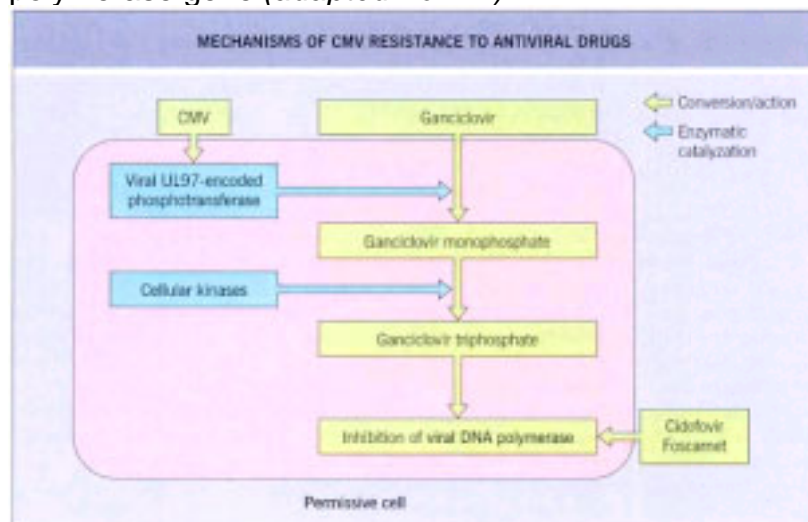 MECHANISMS OF CMV RESISTANCE TO ANTIVIRAL DRUGS
CMV
Ganciclovir
Conversion/action
Enzymatic
catalyzation
Viral UL97-encoded
phosphotransferase
Ganciclovir monophosphate
Cellular kinases
Ganciclovir triphosphate
Inhibition of viral DNA polymerase
Cidofovir
Foscarnet
Permissive cell